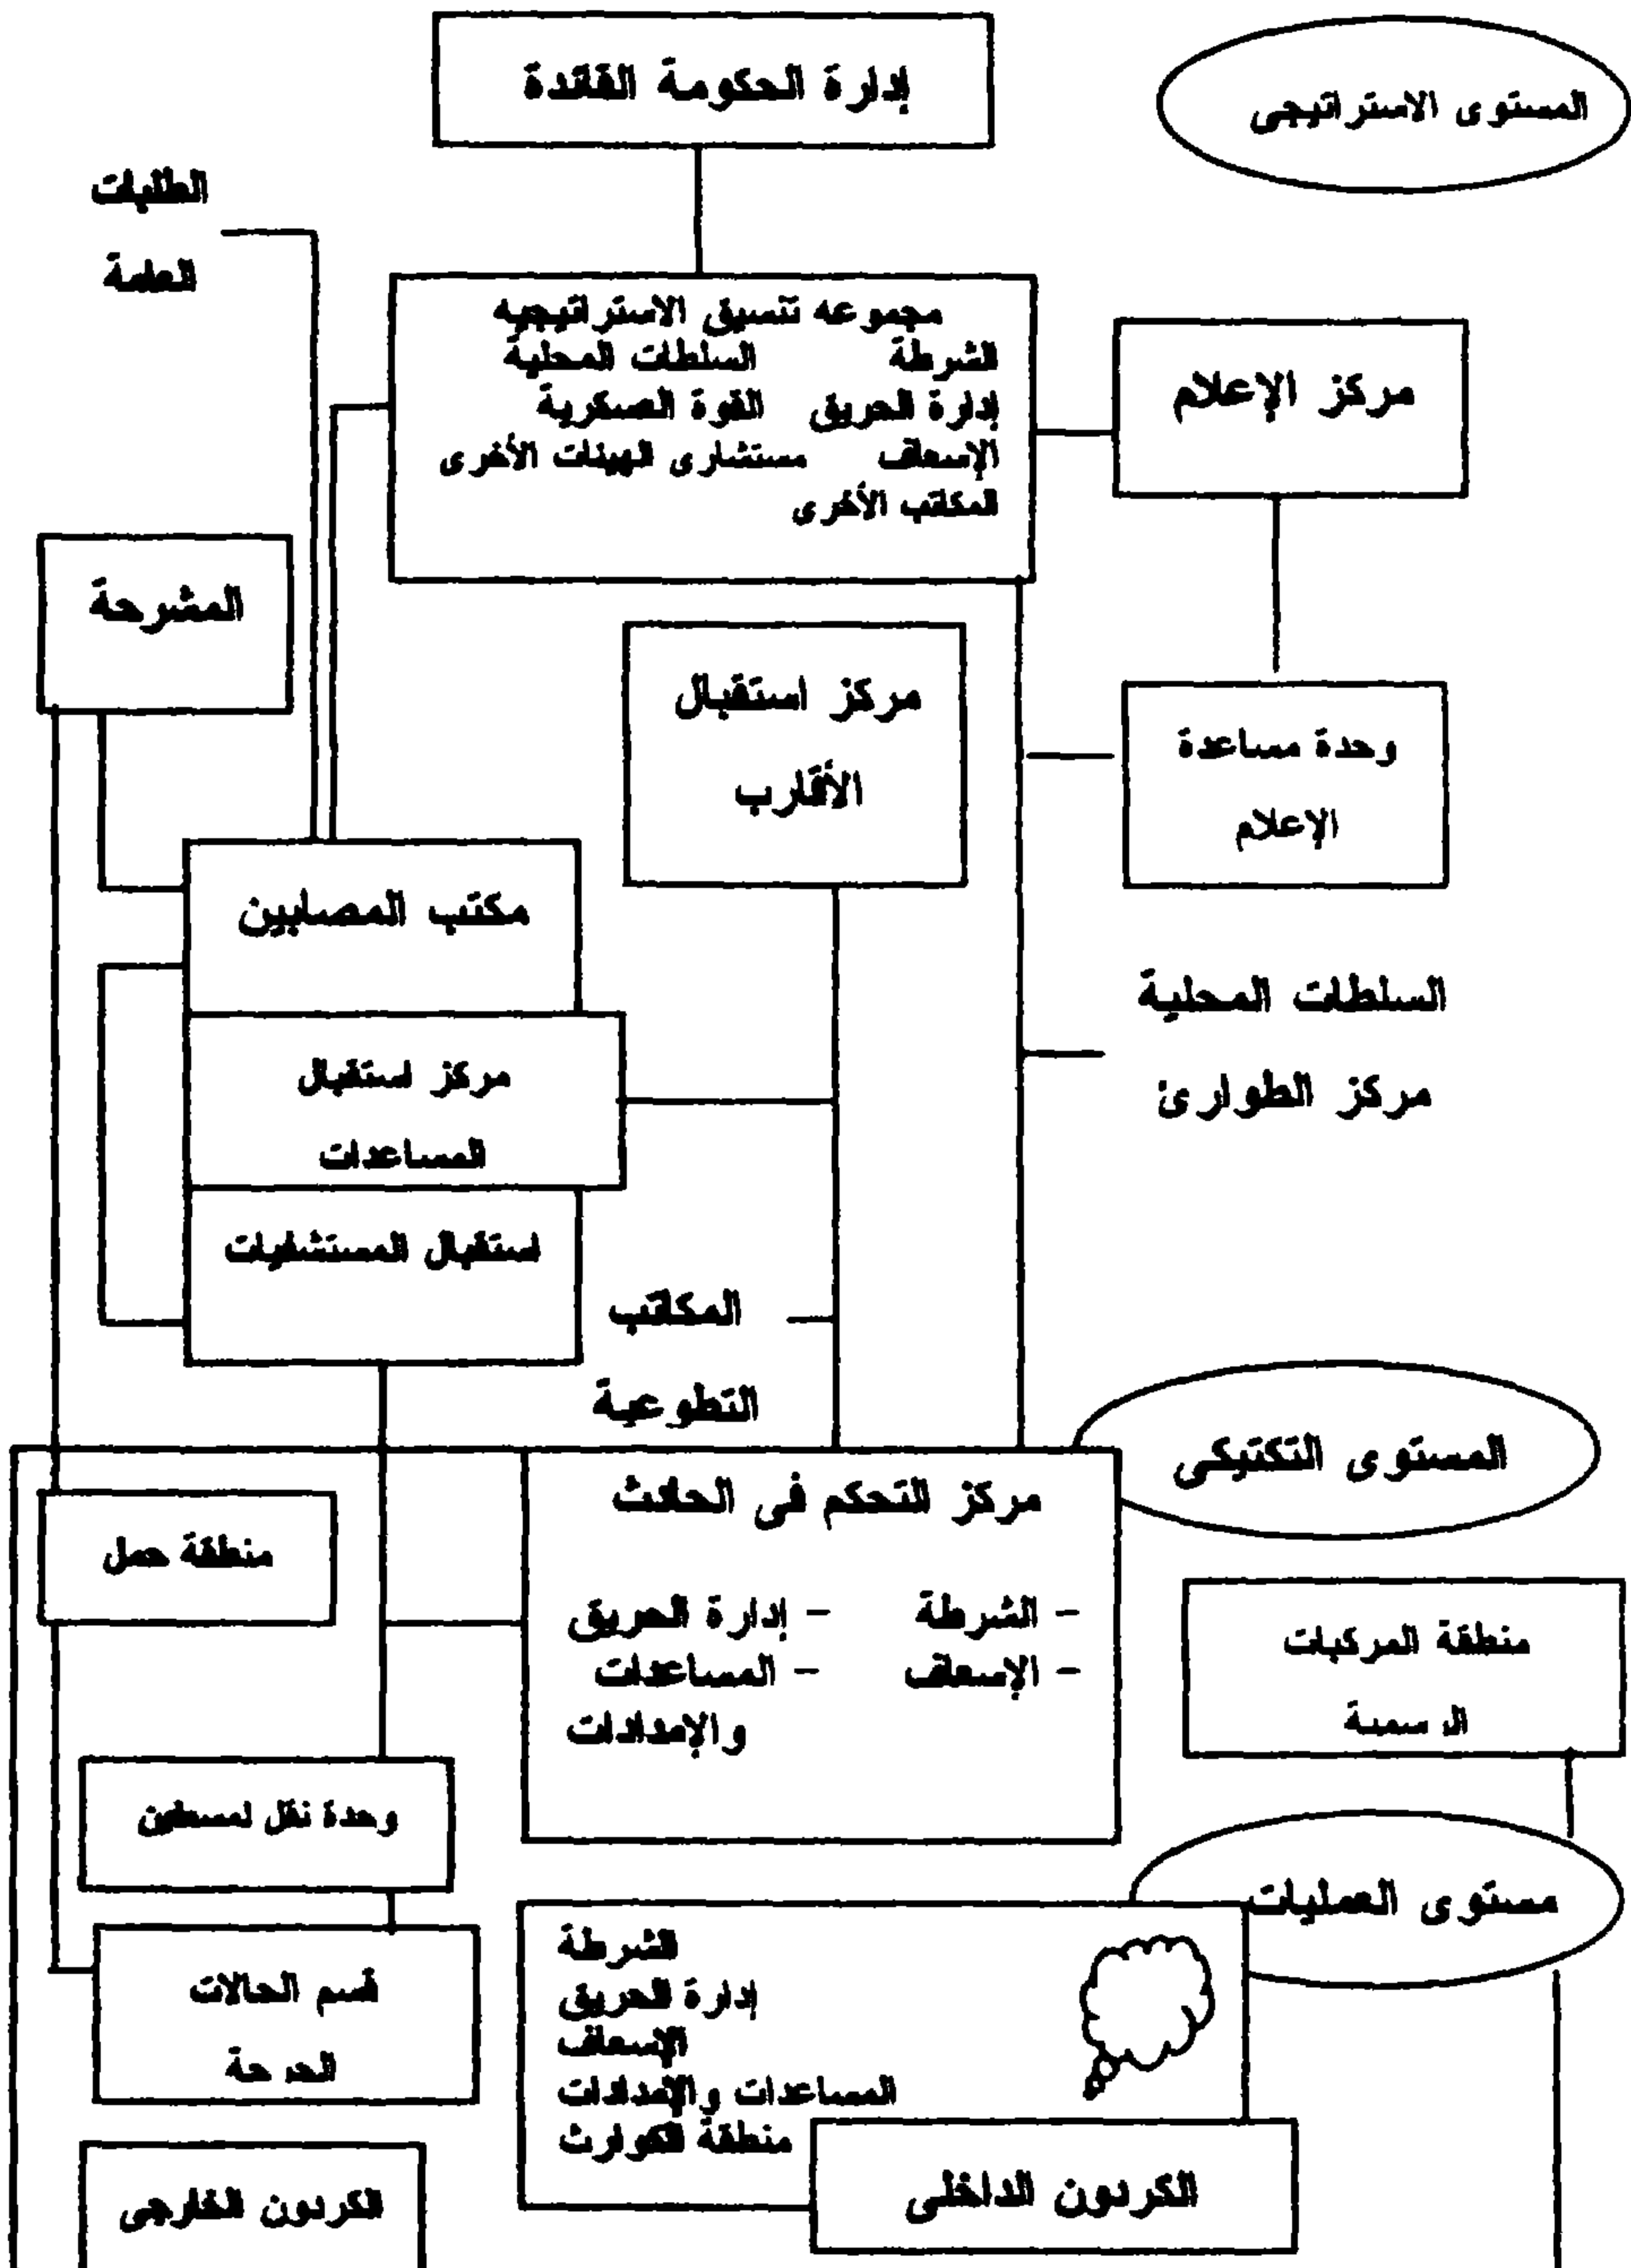 إدارة الحكومة القائدة
المستوى الاستراتيجى
الطلبات
العامة
مجموعه تنسيق الاستراتيجيه
الشرطة السلطات المحلية
إدارة الحريق القوة العسكرية
الإسعاف مستشارى الهيئات الأخرى
المكاتب الأخرى
مركز الإعلام
المشرحة
مركز استقبال
الأقارب
وحدة مساعدة
الإعلام
مكتب المصابين
السلطات المحلية
مركز الطوارئ
مركز استقبال
المساعدات
استقبال المستشفيات
المكاتب
التطوعية
المستوى التكتيكى
مركز التحكم فى الحادث
- الشرطة - إدارة الحريق
- الإسعاف - المساعدات
والإمدادات
منطقة حمل
منطقة المركبات
الرسمية
وحدة نقل
مستوى العمليات
قسم الحالات
الحرجة
الشرطة
إدارة الحريق
الإسعاف
المساعدات والإمدادات
منطقة الكوارث
الكردون الداخلى
الكردون الخارجى